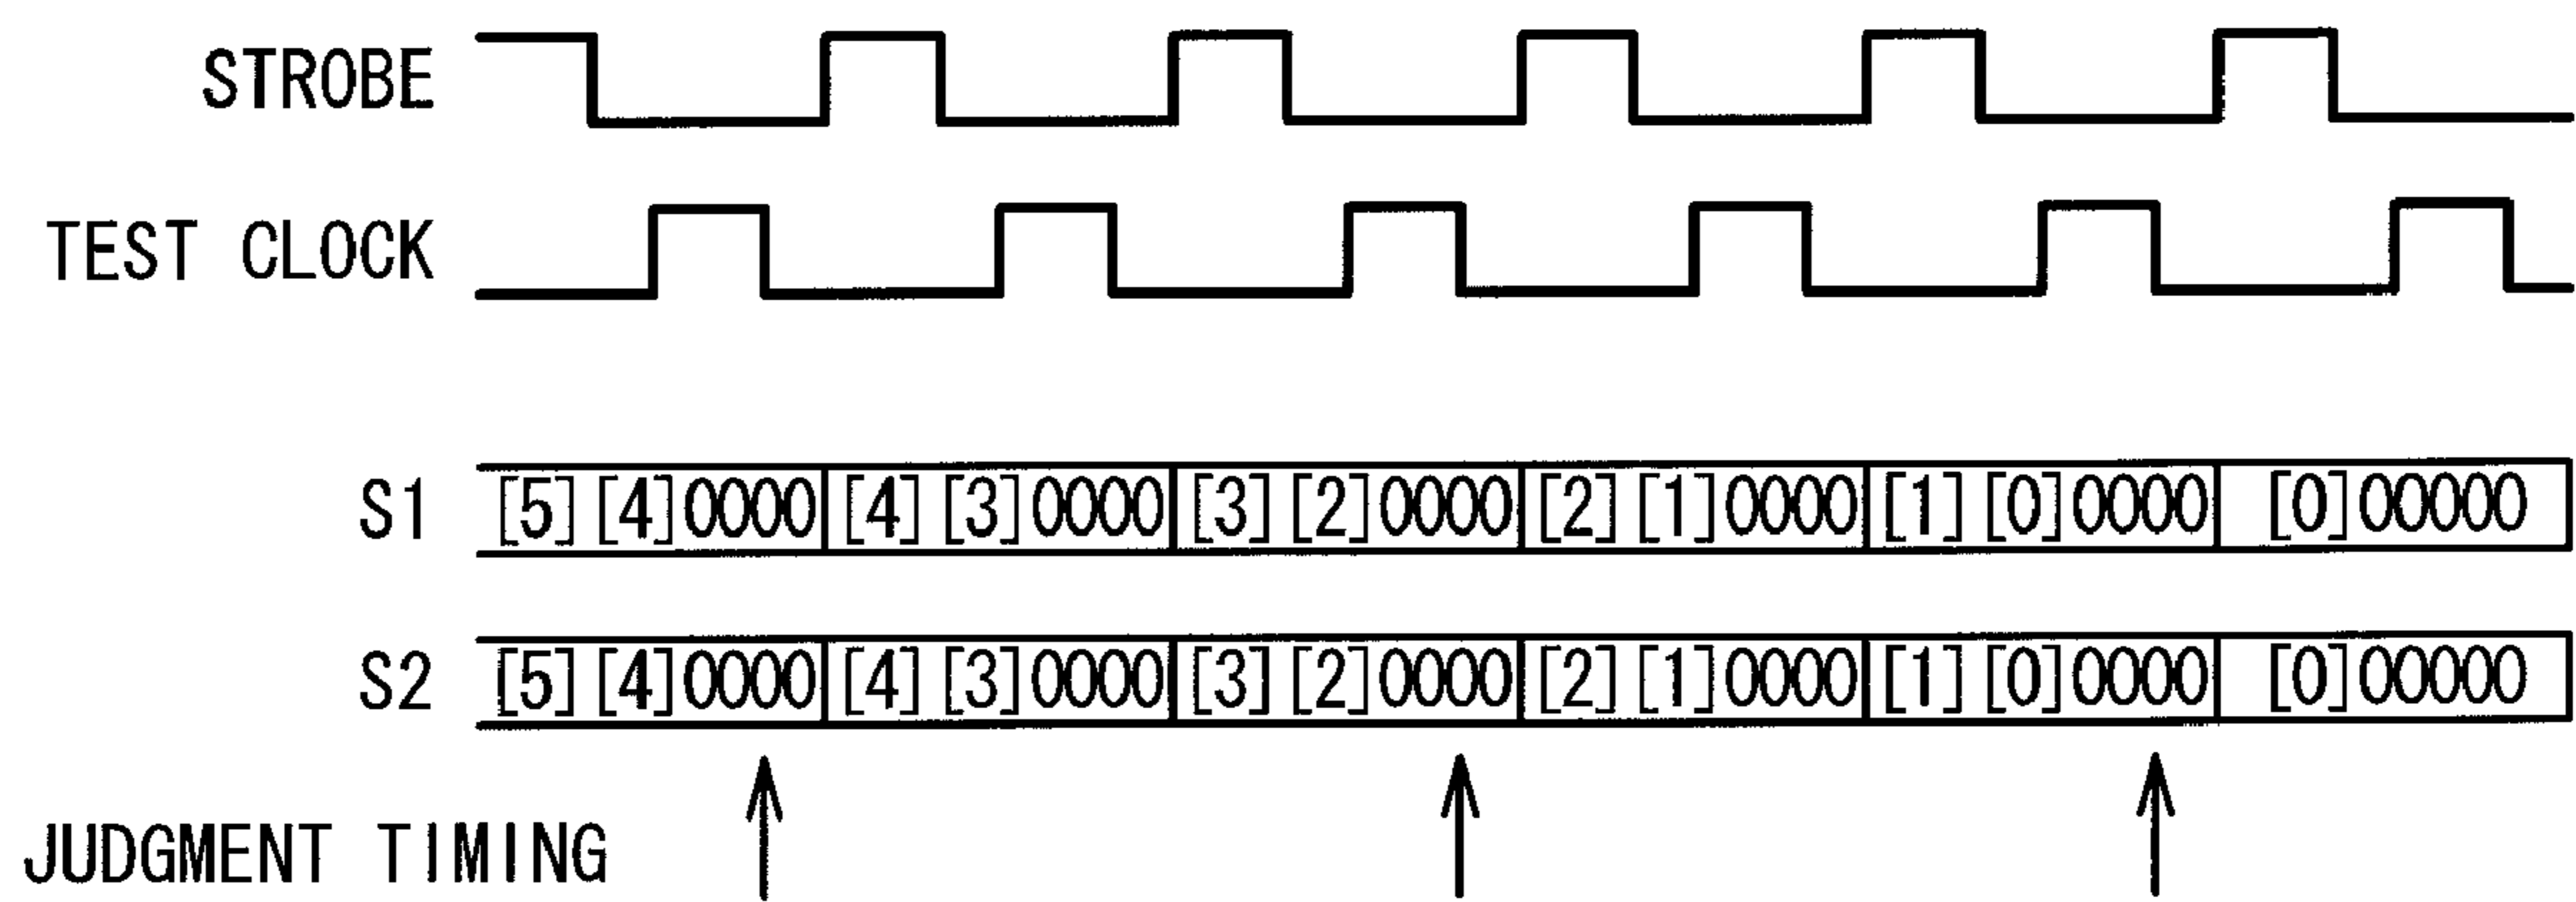 STROBE
TEST CLOCK
S1 [5][4]0000 [4][3]0000 [3][2]0000 [2][1]0000 [1][0]0000 [0]00000
S2 [5][4]0000 [4][3]0000 [3][2]0000 [2][1]0000 [1][0]0000 [0]00000
JUDGMENT TIMING